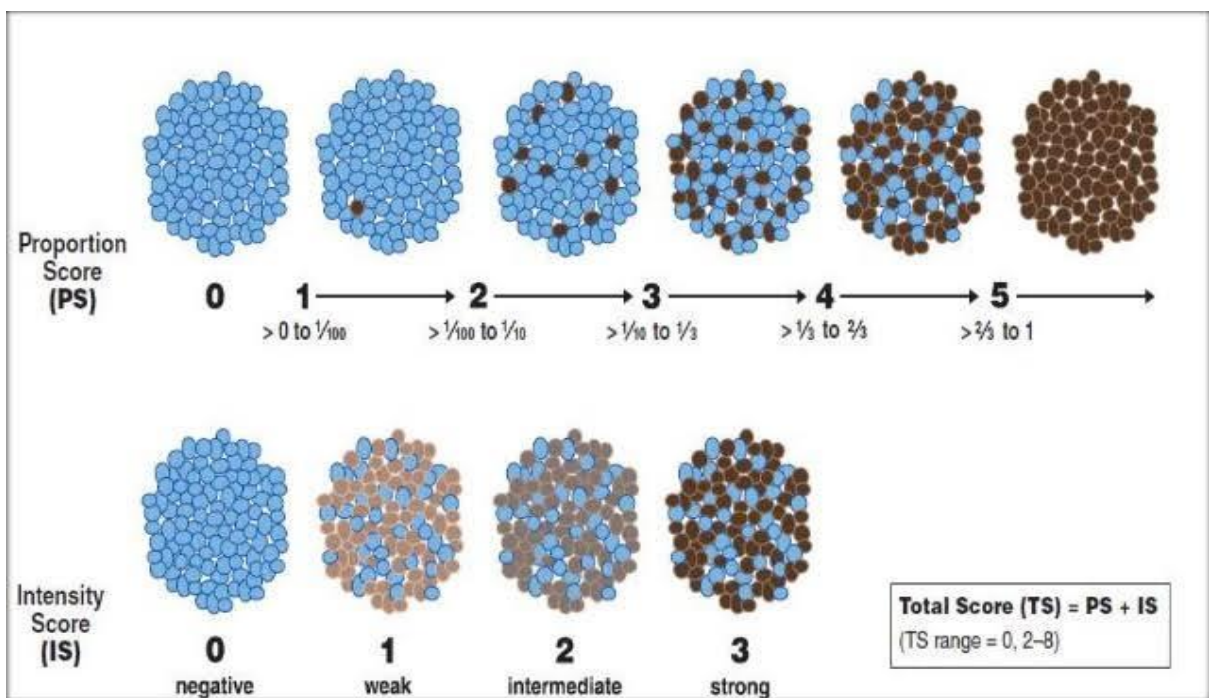 Proportion
Score
(PS)
0 1 2 3 4 5
> 0 to 1/100 > 1/100 to 1/10 > 1/10 to 1/3 > 1/3 to 2/3 > 2/3 to 1
Intensity
Score
(IS)
0 1 2 3
negative weak intermediate strong
Total Score (TS) = PS + IS
(TS range = 0, 2–8)